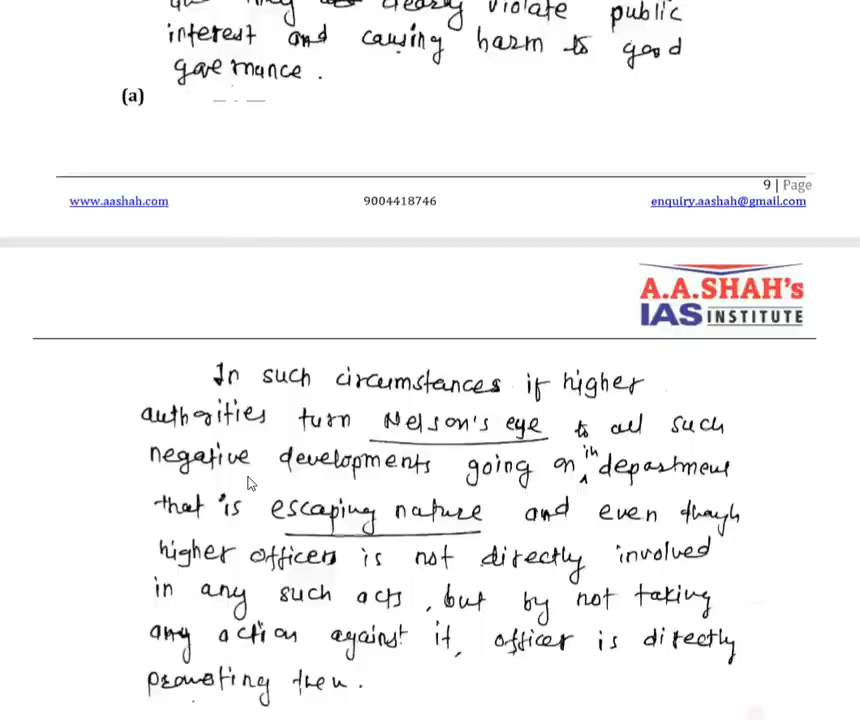 clearly violate public
interest and causing harm to good
governance.
(a)
9 | Page
www.aashah.com 9004418746 enquiry.aashah@gmail.com
A.A.SHAH's
IAS INSTITUTE
In such circumstances if higher
authorities turn Nelson's eye to all such
negative developments going on in department
that is escaping nature and even though
higher officers is not directly involved
in any such acts, but by not taking
any action against it, officer is directly
promoting them.